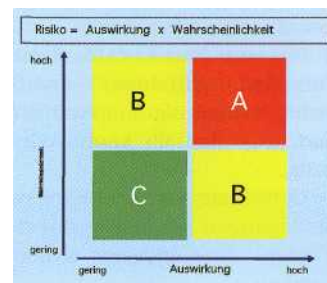 Risiko = Auswirkung x Wahrscheinlichkeit
hoch
B
A
C
B
gering
gering
Auswirkung
hoch